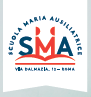 SCUOLA MARIA AUSILIATRICE
SMA
VIA DALMAZIA, 12 - ROMA